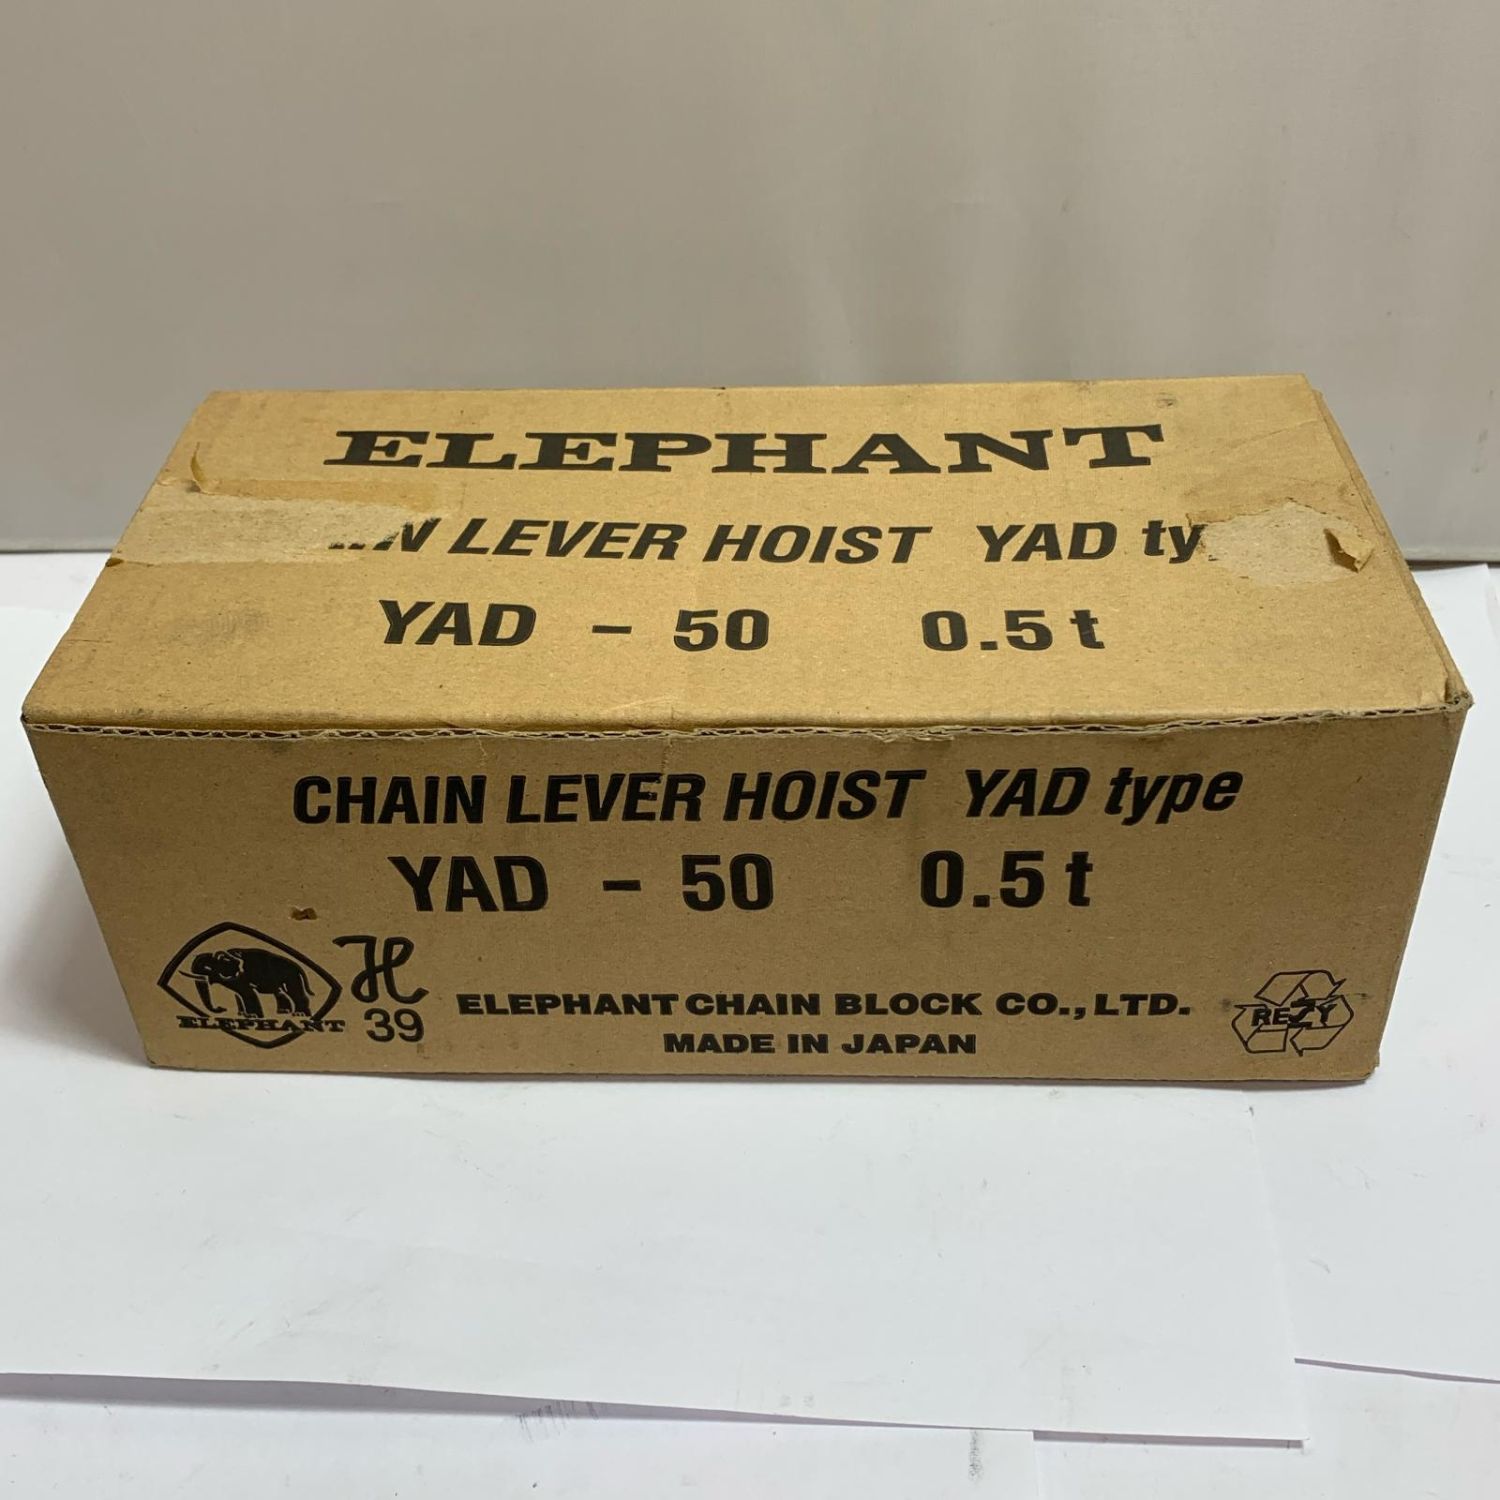 ELEPHANT
LEVER HOIST YAD
YAD - 50 0.5t
CHAIN LEVER HOIST YAD type
YAD - 50 0.5t
ELEPHANT
H
39
ELEPHANT CHAIN BLOCK CO., LTD.
MADE IN JAPAN
REZY